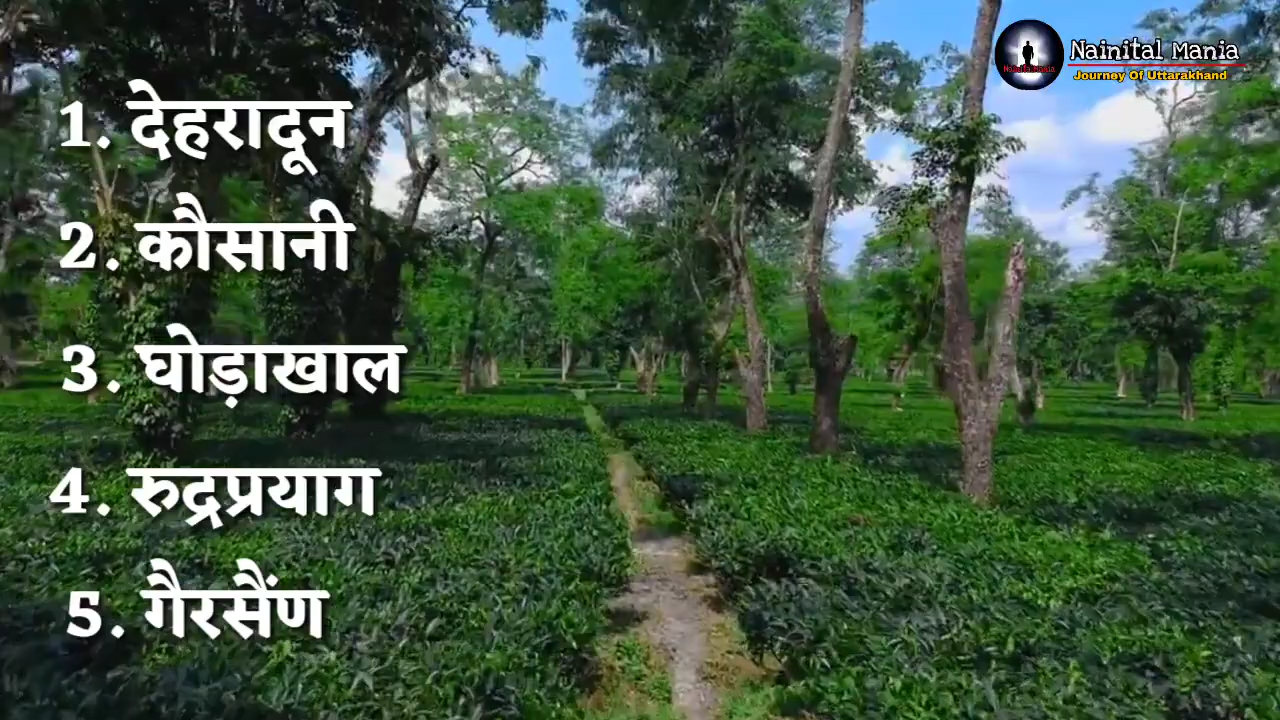 Nainital Mania
Journey Of Uttarakhand
1. देहरादून
2. कौसानी
3. घोड़ाखाल
4. रुद्रप्रयाग
5. गैरसैंण